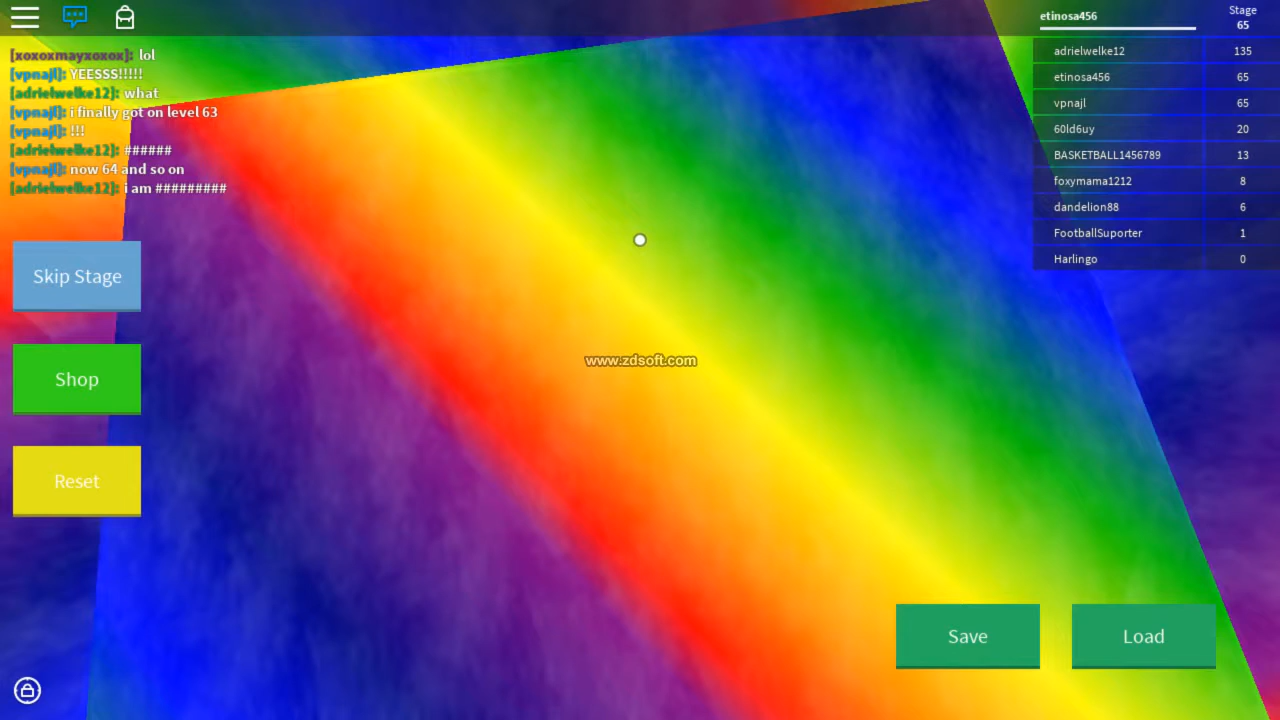 [xoxoxmayxoxox]: lol
[vpnajl]: YEESSS!!!!!
[adrielwelke12]: what
[vpnajl]: i finally got on level 63
[vpnajl]: !!!
[adrielwelke12]: ######
[vpnajl]: now 64 and so on
[adrielwelke12]: i am #########
Skip Stage
Shop
Reset
www.zdsoft.com
etinosa456 Stage 65
adrielwelke12 135
etinosa456 65
vpnajl 65
60ld6uy 20
BASKETBALL1456789 13
foxymama1212 8
dandelion88 6
FootballSuporter 1
Harlingo 0
Save
Load